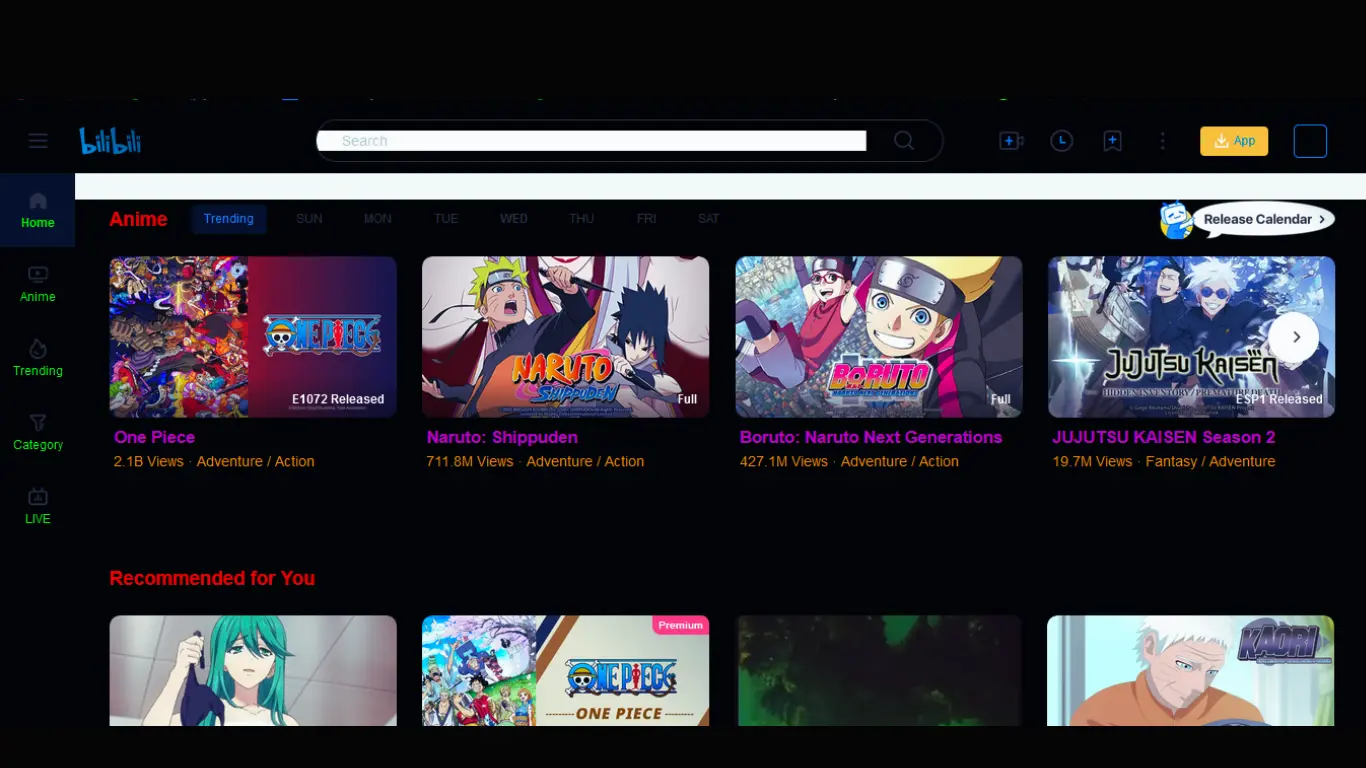 bilibili
Search
App
Home
Anime
Trending
Category
LIVE
Anime
Trending
SUN
MON
TUE
WED
THU
FRI
SAT
Release Calendar
ONE PIECE
E1072 Released
One Piece
2.1B Views · Adventure / Action
NARUTO
SHIPPUDEN
Full
Naruto: Shippuden
711.8M Views · Adventure / Action
BORUTO
NARUTO NEXT GENERATIONS
Full
Boruto: Naruto Next Generations
427.1M Views · Adventure / Action
JUJUTSU KAISEN
HIDDEN INVENTORY / PREMATURE DEATH
ESP1 Released
JUJUTSU KAISEN Season 2
19.7M Views · Fantasy / Adventure
Recommended for You
Premium
ONE PIECE
ONE PIECE
KAORI